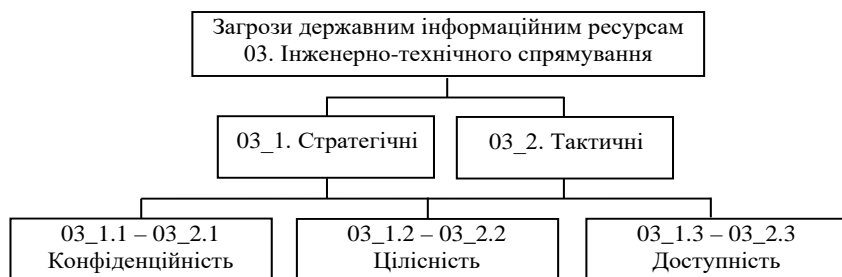 Загрози державним інформаційним ресурсам
03. Інженерно-технічного спрямування
03_1. Стратегічні
03_2. Тактичні
03_1.1 – 03_2.1
Конфіденційність
03_1.2 – 03_2.2
Цілісність
03_1.3 – 03_2.3
Доступність